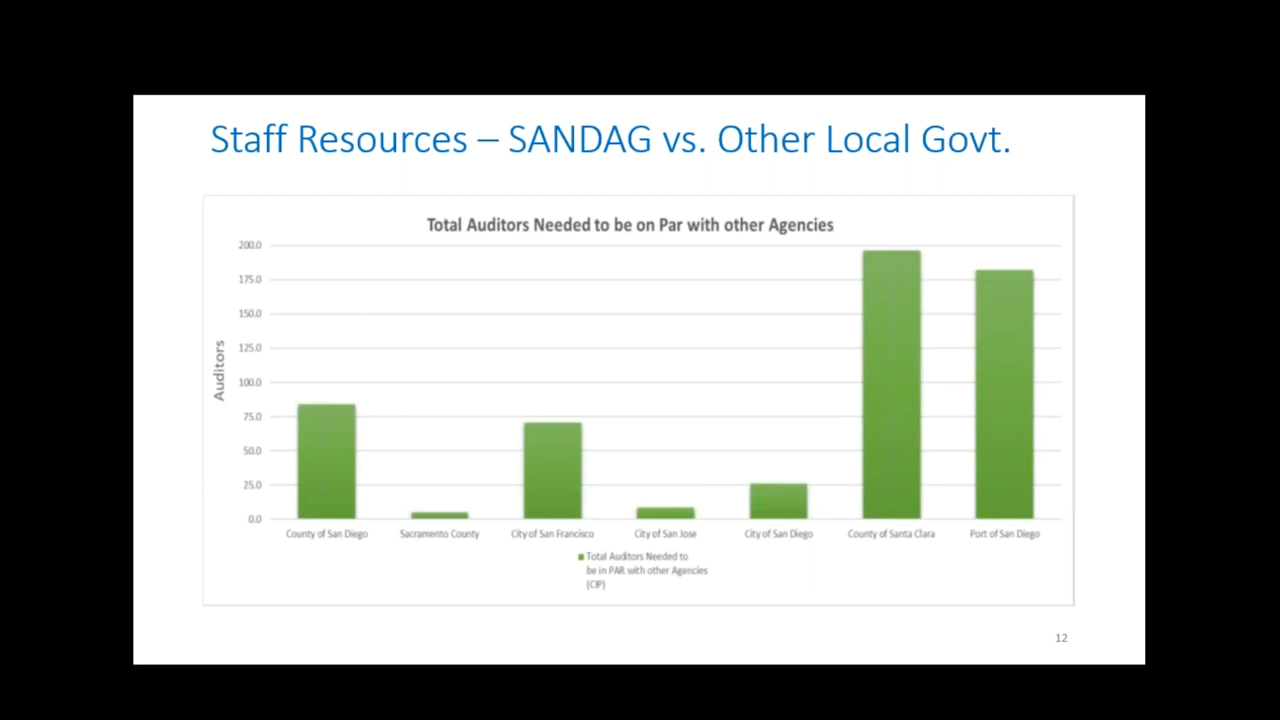 Staff Resources – SANDAG vs. Other Local Govt.
Total Auditors Needed to be on Par with other Agencies
200.0
175.0
150.0
125.0
100.0
75.0
50.0
25.0
0.0
Auditors
County of San Diego Sacramento County City of San Francisco City of San Jose City of San Diego County of Santa Clara Port of San Diego
Total Auditors Needed to
be in PAR with other Agencies
(CIP)
12